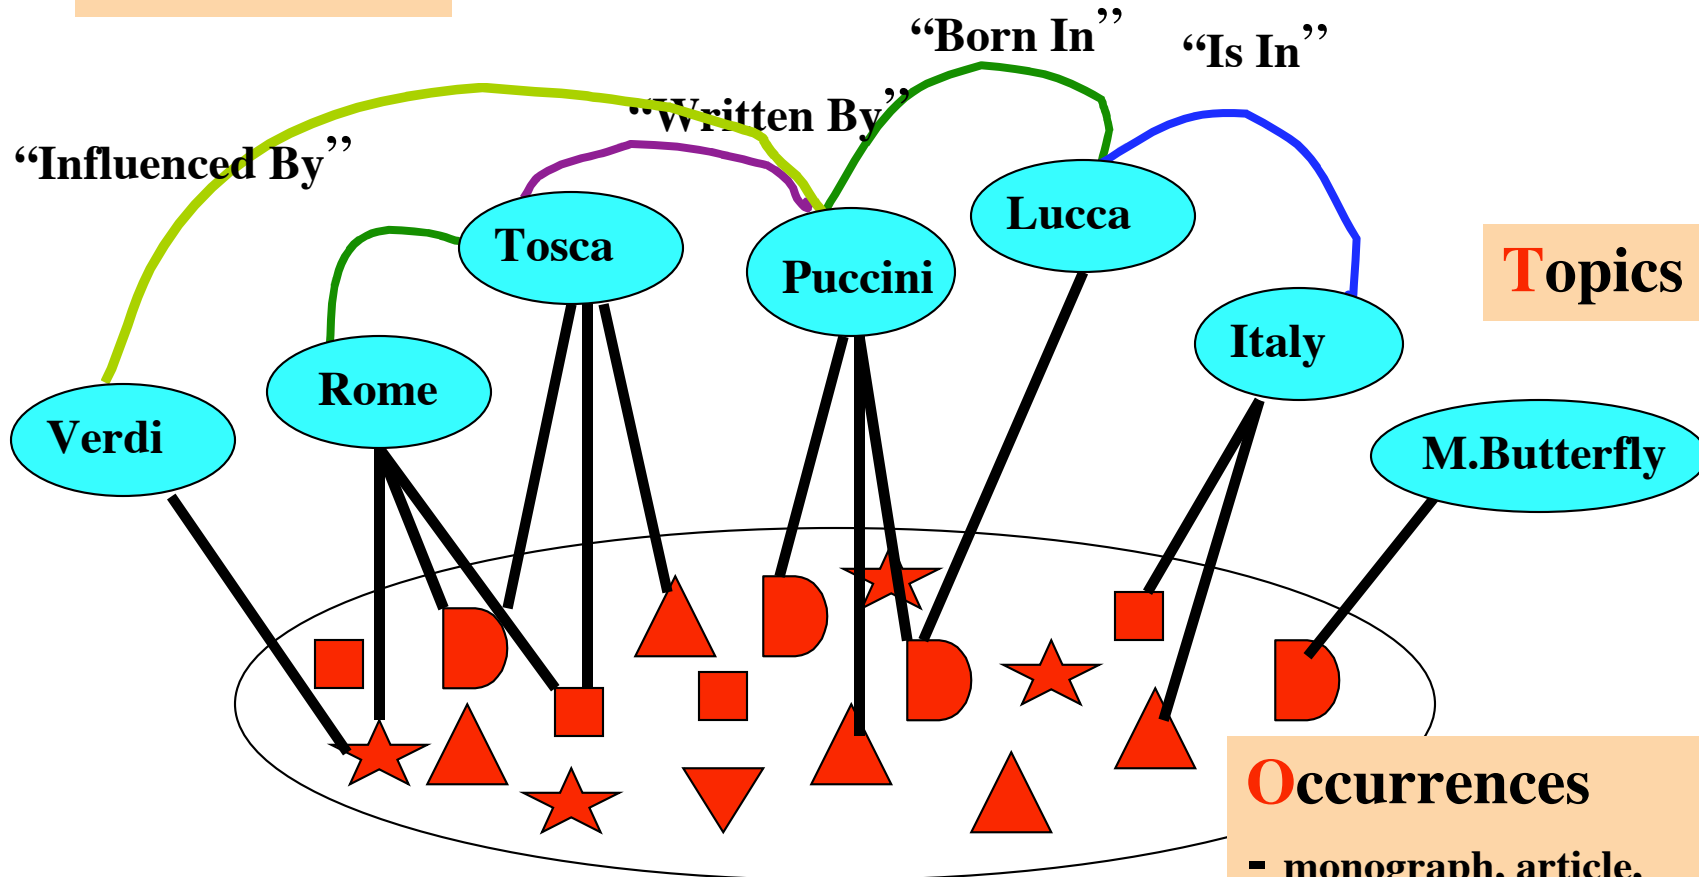 “Born In”
“Is In”
“Written By”
“Influenced By”
Tosca
Puccini
Lucca
Topics
Italy
Rome
Verdi
M.Butterfly
Occurrences
- monograph, article,